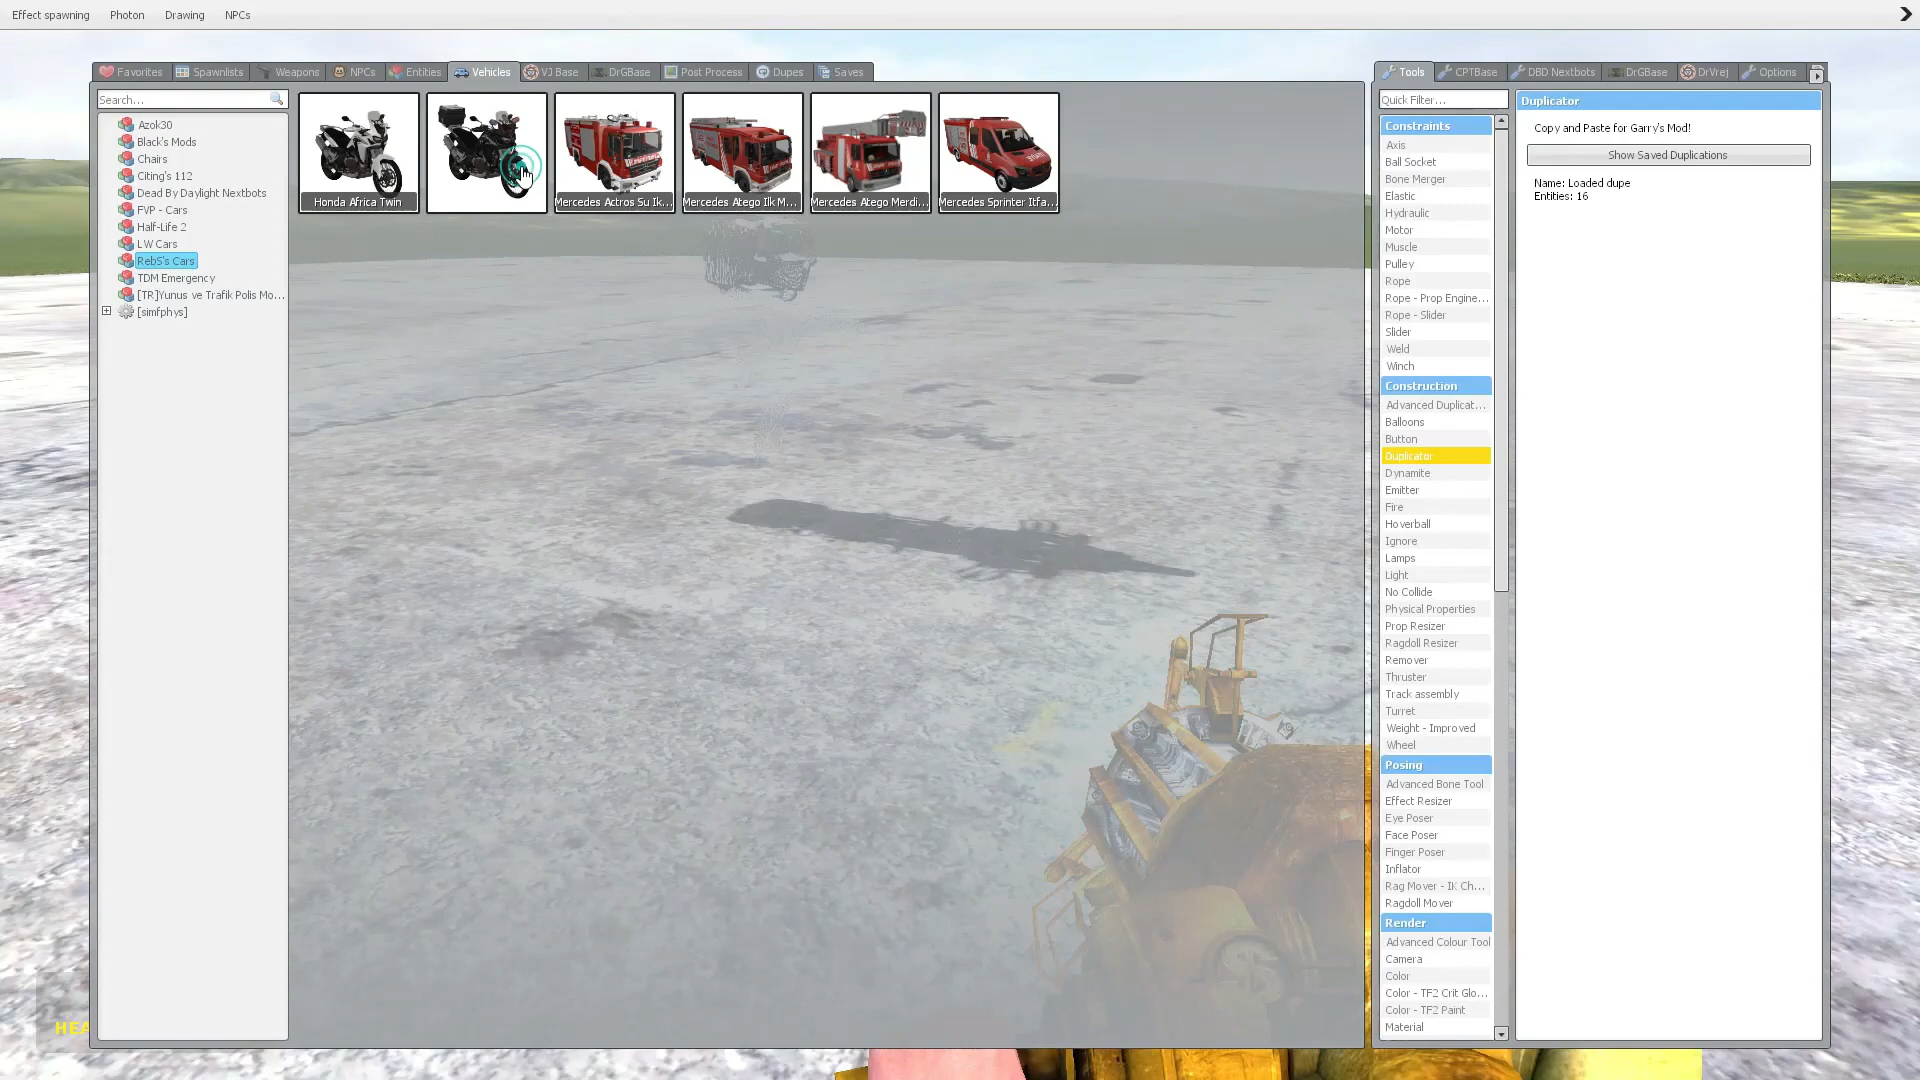 Effect spawning Photon Drawing NPCs
Favorites Spawnlists Weapons NPCs Entities Vehicles VJ Base DrGBase Post Process Dupes Saves
Search...
Azok30
Black's Mods
Chairs
Citing's 112
Dead By Daylight Nextbots
FVP - Cars
Half-Life 2
LW Cars
RebS's Cars
TDM Emergency
[TR]Yunus ve Trafik Polis Mo...
[simfphys]
Honda Africa Twin
Mercedes Actros Su Ik...
Mercedes Atego Ilk M...
Mercedes Atego Merdi...
Mercedes Sprinter Itfa...
Tools CPTBase DBD Nextbots DrGBase DrVrej Options
Quick Filter...
Constraints
Axis
Ball Socket
Bone Merger
Elastic
Hydraulic
Motor
Muscle
Pulley
Rope
Rope - Prop Engine...
Rope - Slider
Slider
Weld
Winch
Construction
Advanced Duplicat...
Balloons
Button
Duplicator
Dynamite
Emitter
Fire
Hoverball
Ignore
Lamps
Light
No Collide
Physical Properties
Prop Resizer
Ragdoll Resizer
Remover
Thruster
Track assembly
Turret
Weight - Improved
Wheel
Posing
Advanced Bone Tool
Effect Resizer
Eye Poser
Face Poser
Finger Poser
Inflator
Rag Mover - IK Ch...
Ragdoll Mover
Render
Advanced Colour Tool
Camera
Color
Color - TF2 Crit Glo...
Color - TF2 Paint
Material
Duplicator
Copy and Paste for Garry's Mod!
Show Saved Duplications
Name: Loaded dupe
Entities: 16
HEA